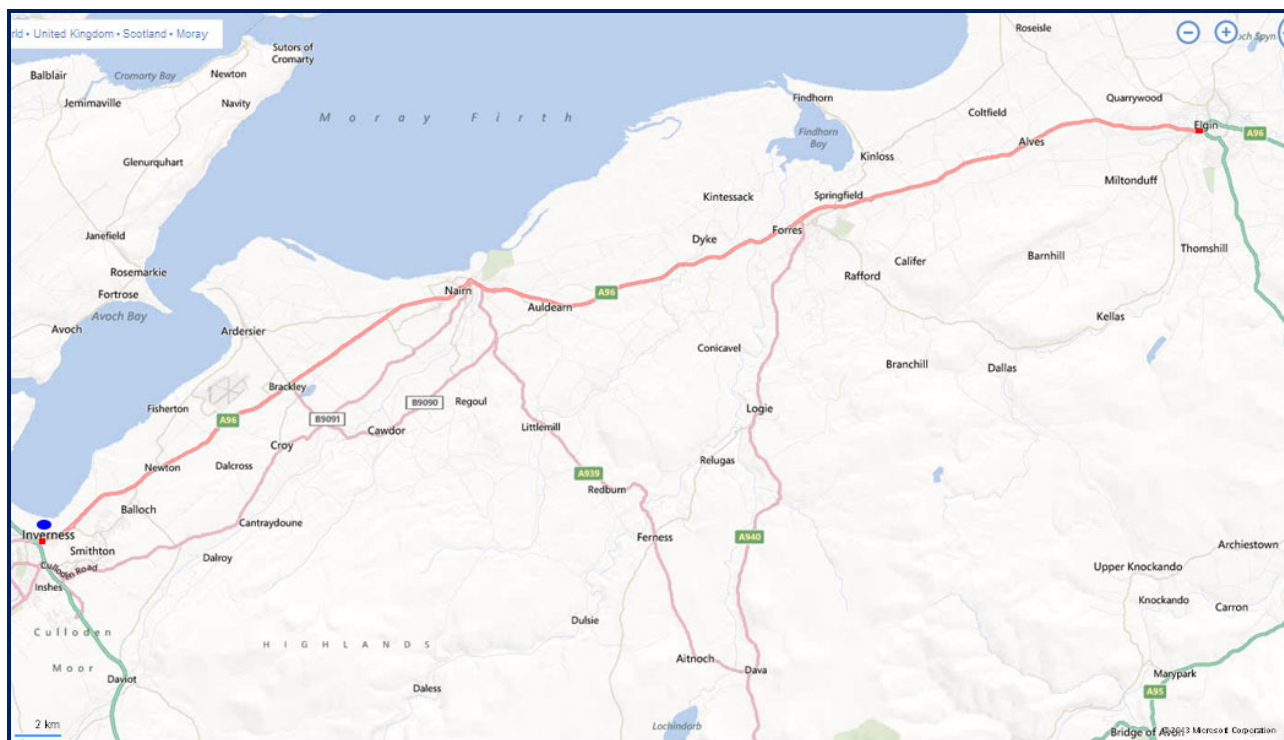 rld • United Kingdom • Scotland • Moray
Roseisle
och Spyn
Sutors of
Cromarty
Balblair
Cromarty Bay
Newton
Jemimaville
Navity
Findhorn
Quarrywood
Moray Firth
Coltfield
Findhorn
Bay
Elgin
A96
Alves
Kinloss
Glenurquhart
Miltonduff
Kintessack
Springfield
Janefield
Forres
Dyke
Thomshill
Barnhill
Califer
Rosemarkie
Rafford
Fortrose
Nairn
A96
Auldearn
Avoch Bay
Avoch
Ardersier
Kellas
Conicavel
Branchill
Dallas
Brackley
Fisherton
A96
B9091
B9090
Regoul
Logie
Cawdor
Littlemill
Croy
Newton
Dalcross
Relugas
A939
Redburn
Balloch
Cantraydoune
Inverness
Ferness
A940
Smithton
Archiestown
Dalroy
Culloden Road
Upper Knockando
Inshes
Knockando
Carron
Dulsie
Culloden
Moor
HIGHLANDS
Aitnoch
Dava
Marypark
Daviot
Daless
A95
2 km
Lochindorb
Bridge of Avon
©2013 Microsoft Corporation